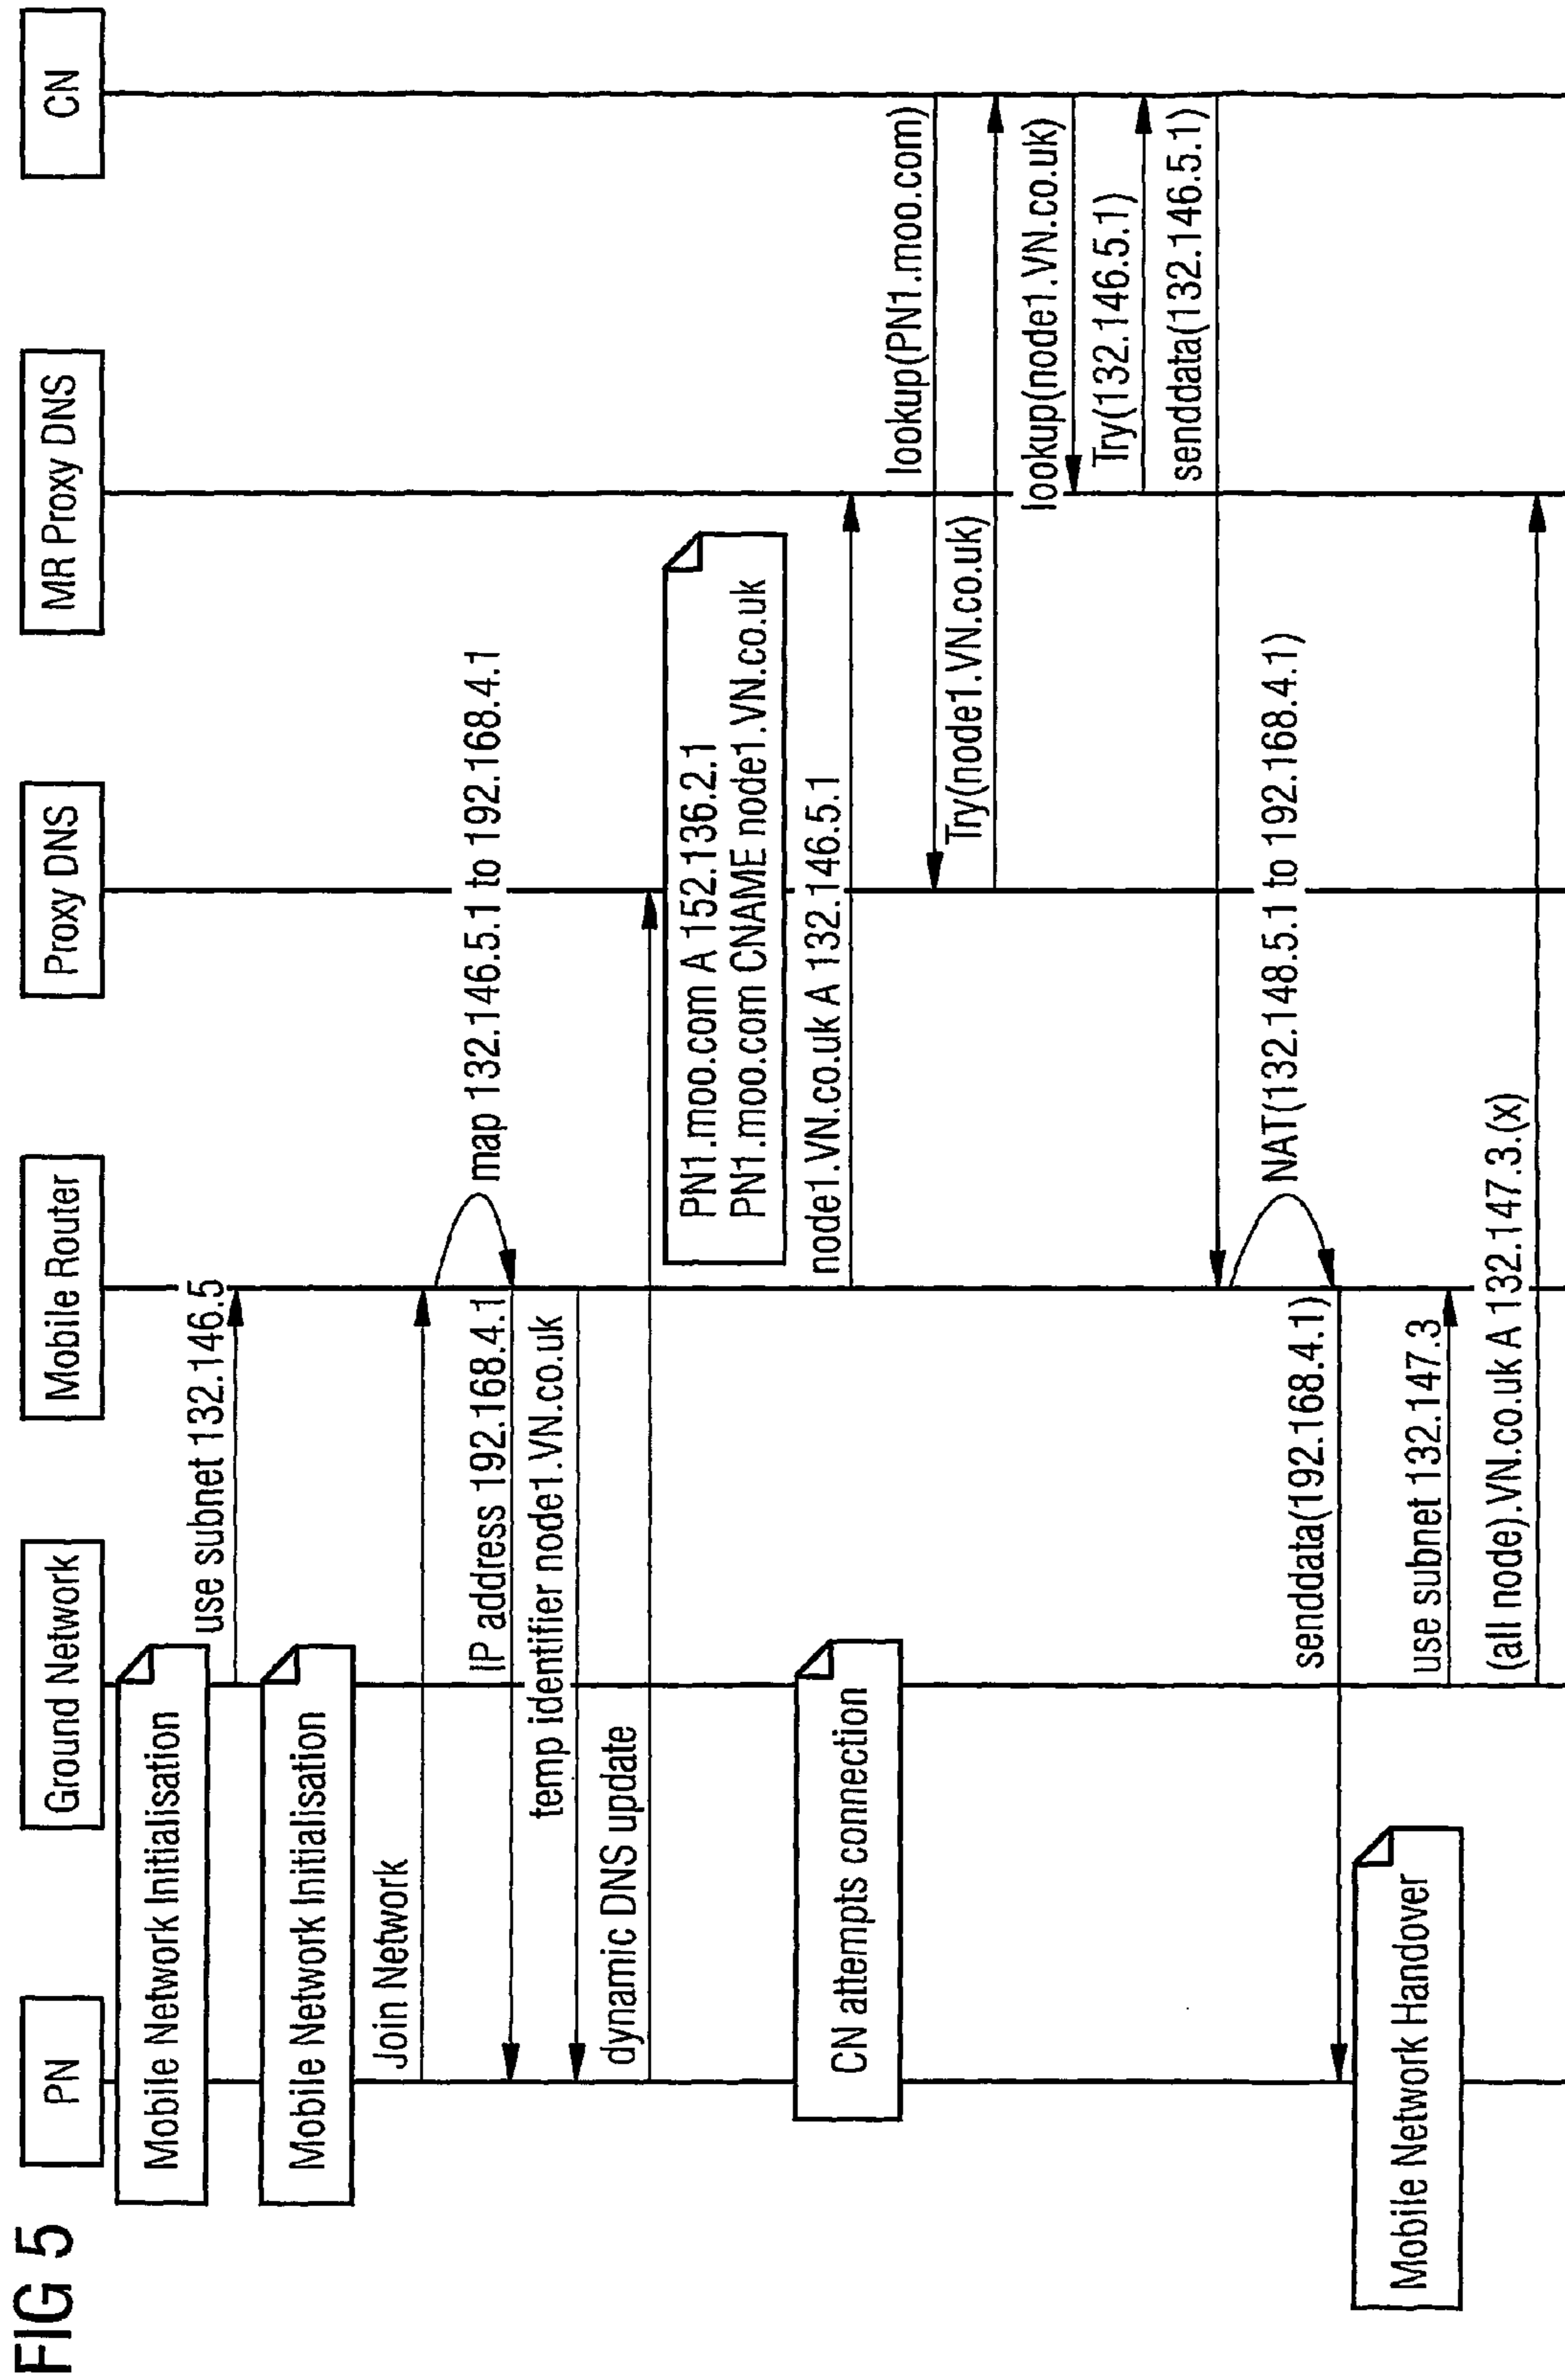 FIG 5
PN
Ground Network
Mobile Router
Proxy DNS
MR Proxy DNS
CN
Mobile Network Initialisation
use subnet 132.146.5
Mobile Network Initialisation
Join Network
map 132.146.5.1 to 192.168.4.1
IP address 192.168.4.1
temp identifier node1.VN.co.uk
dynamic DNS update
PN1.moo.com A 152.136.2.1
PN1.moo.com CNAME node1.VN.co.uk
CN attempts connection
node1.VN.co.uk A 132.146.5.1
lookup(PN1.moo.com)
Try(node1.VN.co.uk)
lookup(node1.VN.co.uk)
Try(132.146.5.1)
senddata(132.146.5.1)
NAT(132.148.5.1 to 192.168.4.1)
senddata(192.168.4.1)
Mobile Network Handover
use subnet 132.147.3
(all node).VN.co.uk A 132.147.3.(x)